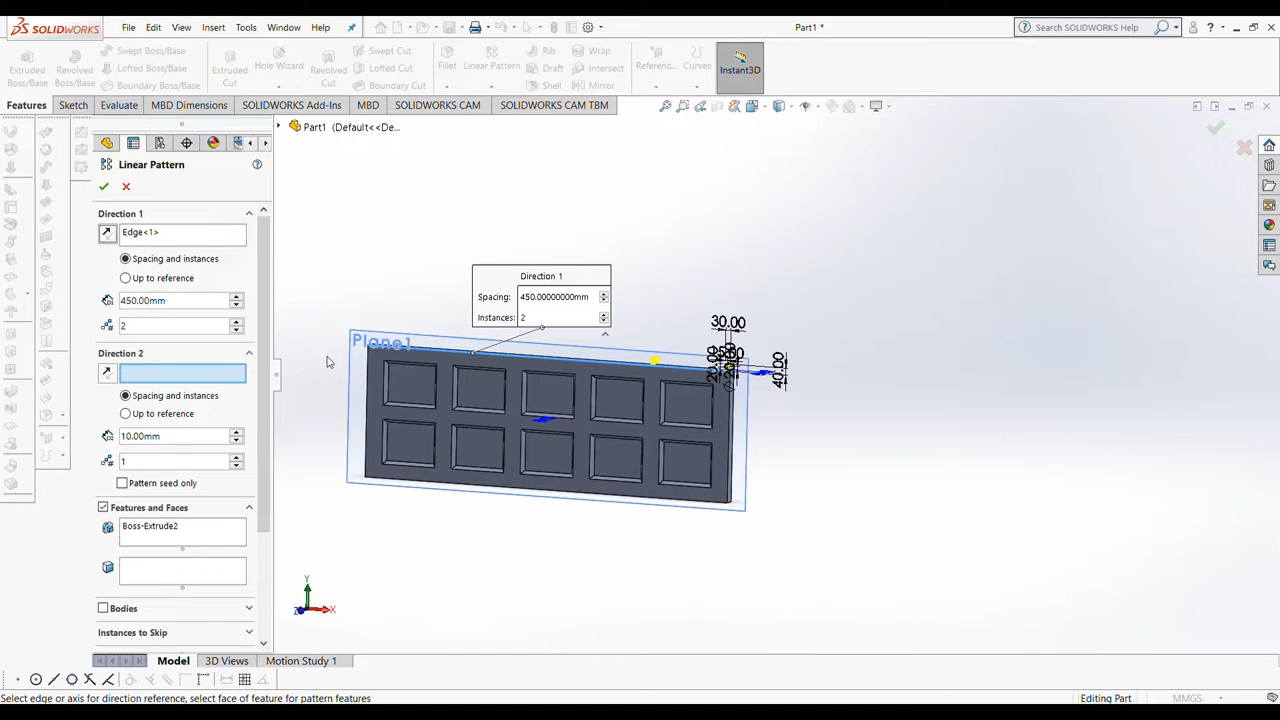 SOLIDWORKS
File Edit View Insert Tools Window Help
Part1 *
Search SOLIDWORKS Help
Extruded Boss/Base
Revolved Boss/Base
Swept Boss/Base
Lofted Boss/Base
Boundary Boss/Base
Extruded Cut
Hole Wizard
Revolved Cut
Swept Cut
Lofted Cut
Boundary Cut
Fillet
Linear Pattern
Rib
Draft
Shell
Wrap
Intersect
Mirror
Referenc...
Curves
Instant3D
Features Sketch Evaluate MBD Dimensions SOLIDWORKS Add-Ins MBD SOLIDWORKS CAM SOLIDWORKS CAM TBM
Part1 (Default<<De...
Linear Pattern
Direction 1
Edge<1>
Spacing and instances
Up to reference
450.00mm
2
Direction 2
Spacing and instances
Up to reference
10.00mm
1
Pattern seed only
Features and Faces
Boss-Extrude2
Bodies
Instances to Skip
Direction 1
Spacing: 450.00000000mm
Instances: 2
Plane1
30.00
20.00
40.00
Y
X
Z
Model 3D Views Motion Study 1
Select edge or axis for direction reference, select face of feature for pattern features
Editing Part
MMGS